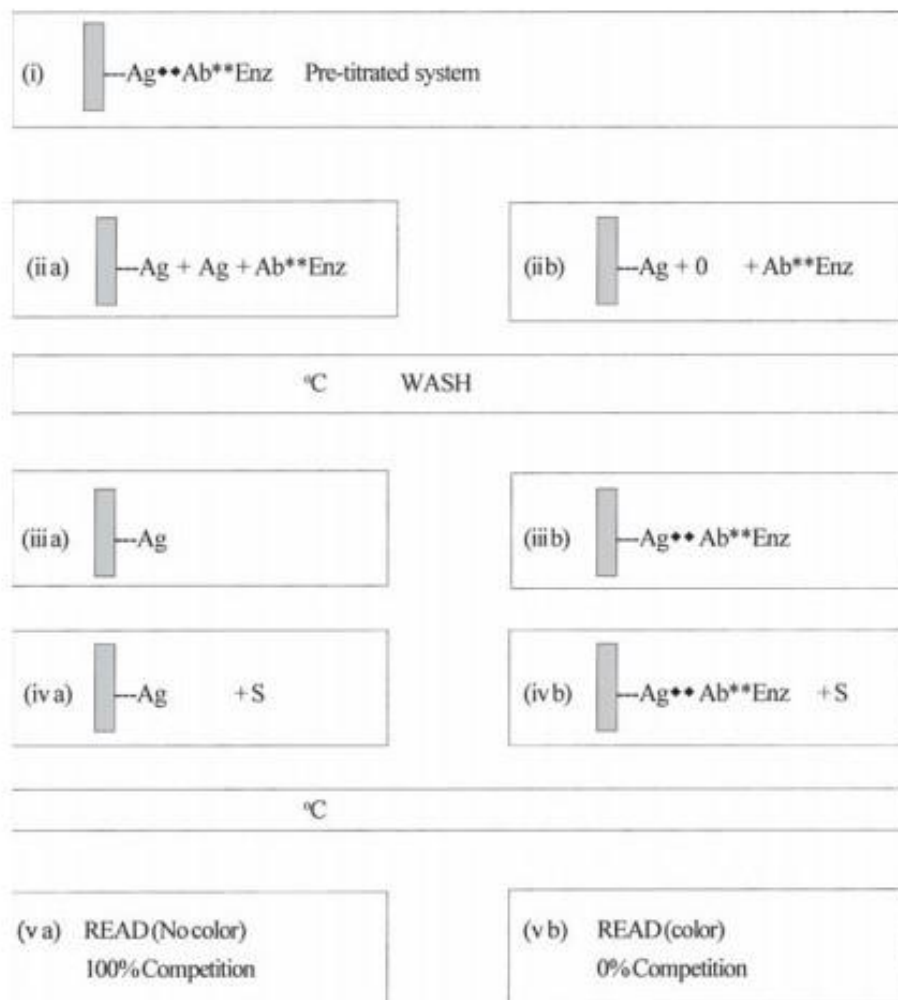 (i) ---Ag♦♦Ab**Enz Pre-titrated system
(ii a) ---Ag + Ag + Ab**Enz
(ii b) ---Ag + 0 + Ab**Enz
°C WASH
(iii a) ---Ag
(iii b) ---Ag♦♦ Ab**Enz
(iv a) ---Ag + S
(iv b) ---Ag♦♦ Ab**Enz + S
°C
(v a) READ (No color)
100% Competition
(v b) READ (color)
0% Competition